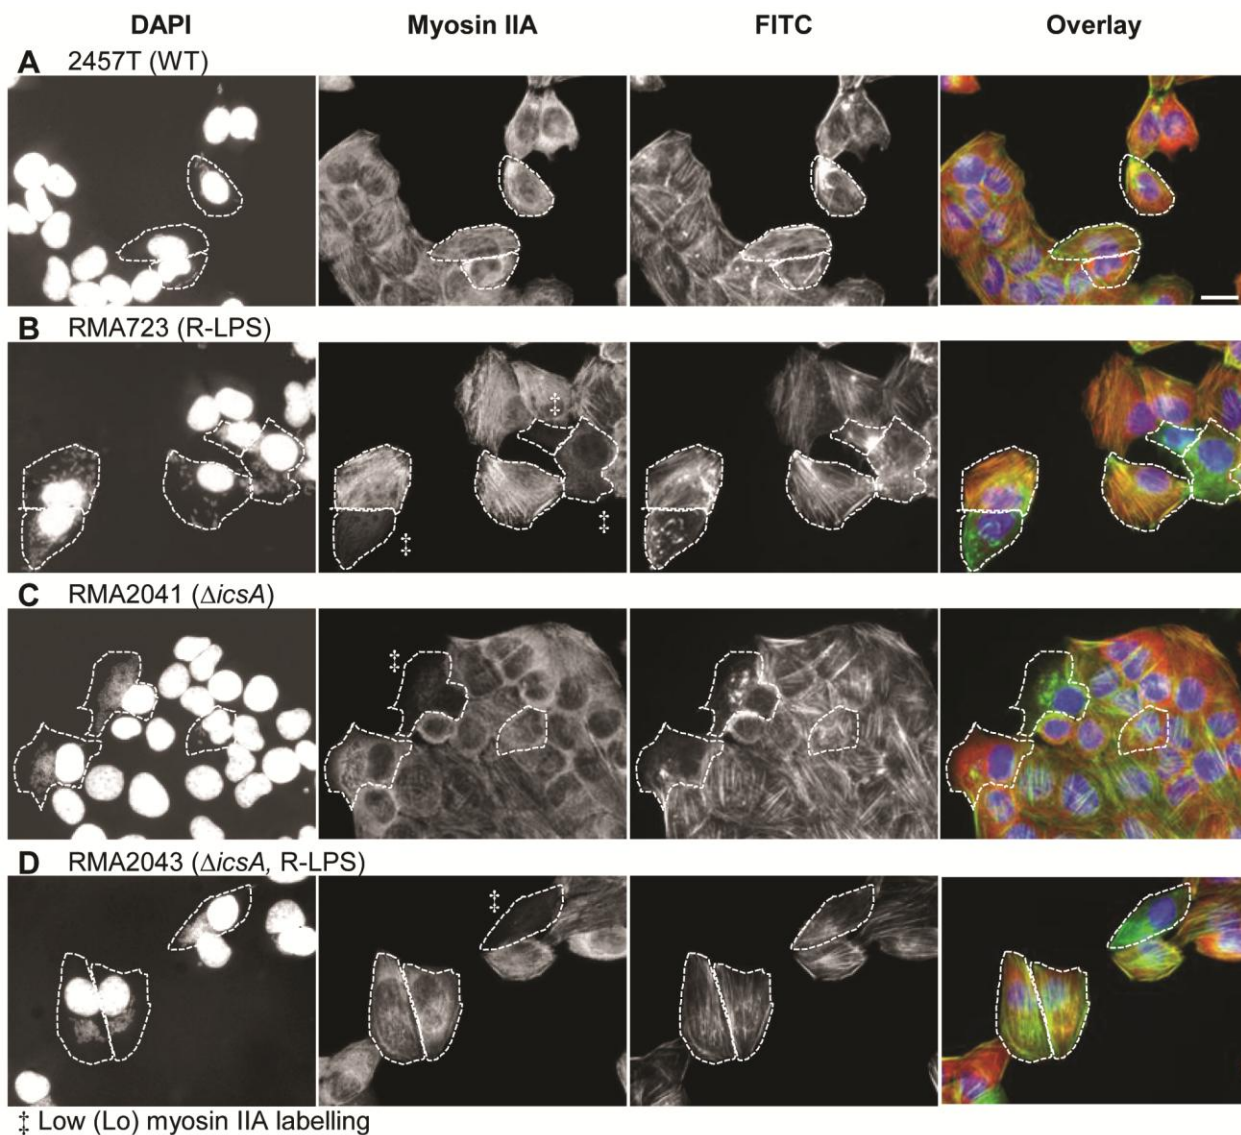 DAPI Myosin IIA FITC Overlay
A 2457T (WT)
B RMA723 (R-LPS)
‡
‡ ‡
C RMA2041 (ΔicsA)
‡
D RMA2043 (ΔicsA, R-LPS)
‡
‡ Low (Lo) myosin IIA labelling